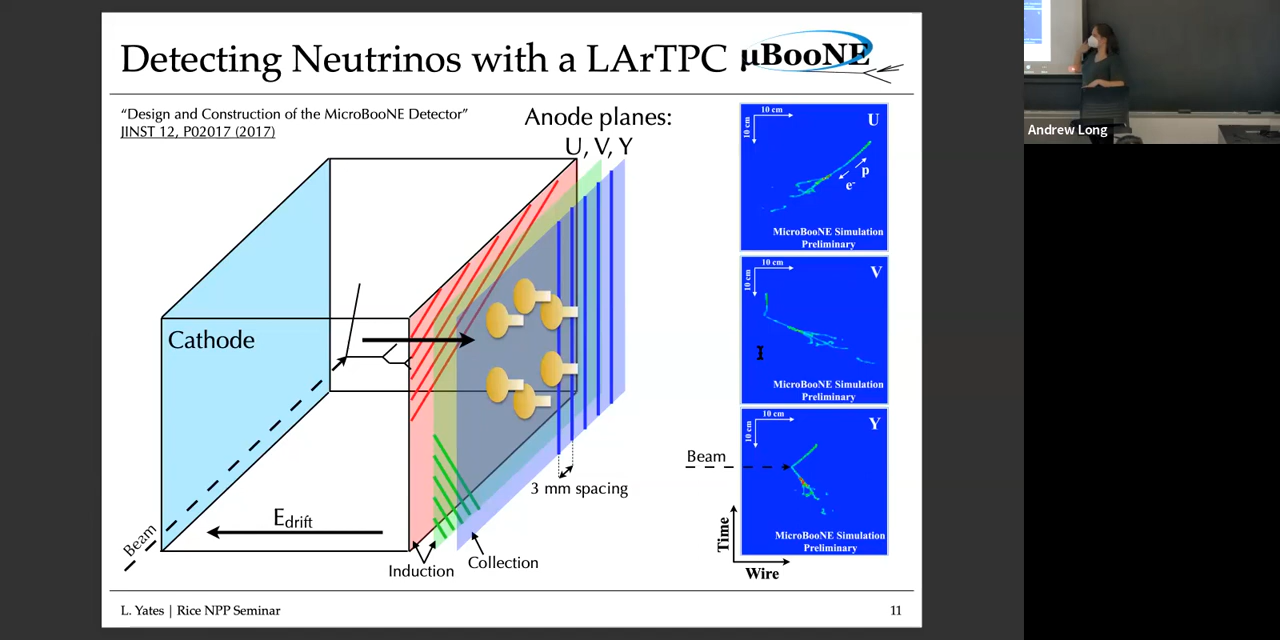 Detecting Neutrinos with a LArTPC
µBooNE
"Design and Construction of the MicroBooNE Detector"
JINST 12, P02017 (2017)
Anode planes:
U, V, Y
Cathode
Beam
Edrift
Induction
Collection
3 mm spacing
10 cm
10 cm
U
p
e-
MicroBooNE Simulation
Preliminary
10 cm
10 cm
V
MicroBooNE Simulation
Preliminary
10 cm
10 cm
Y
Beam
MicroBooNE Simulation
Preliminary
Time
Wire
L. Yates | Rice NPP Seminar
11
Andrew Long